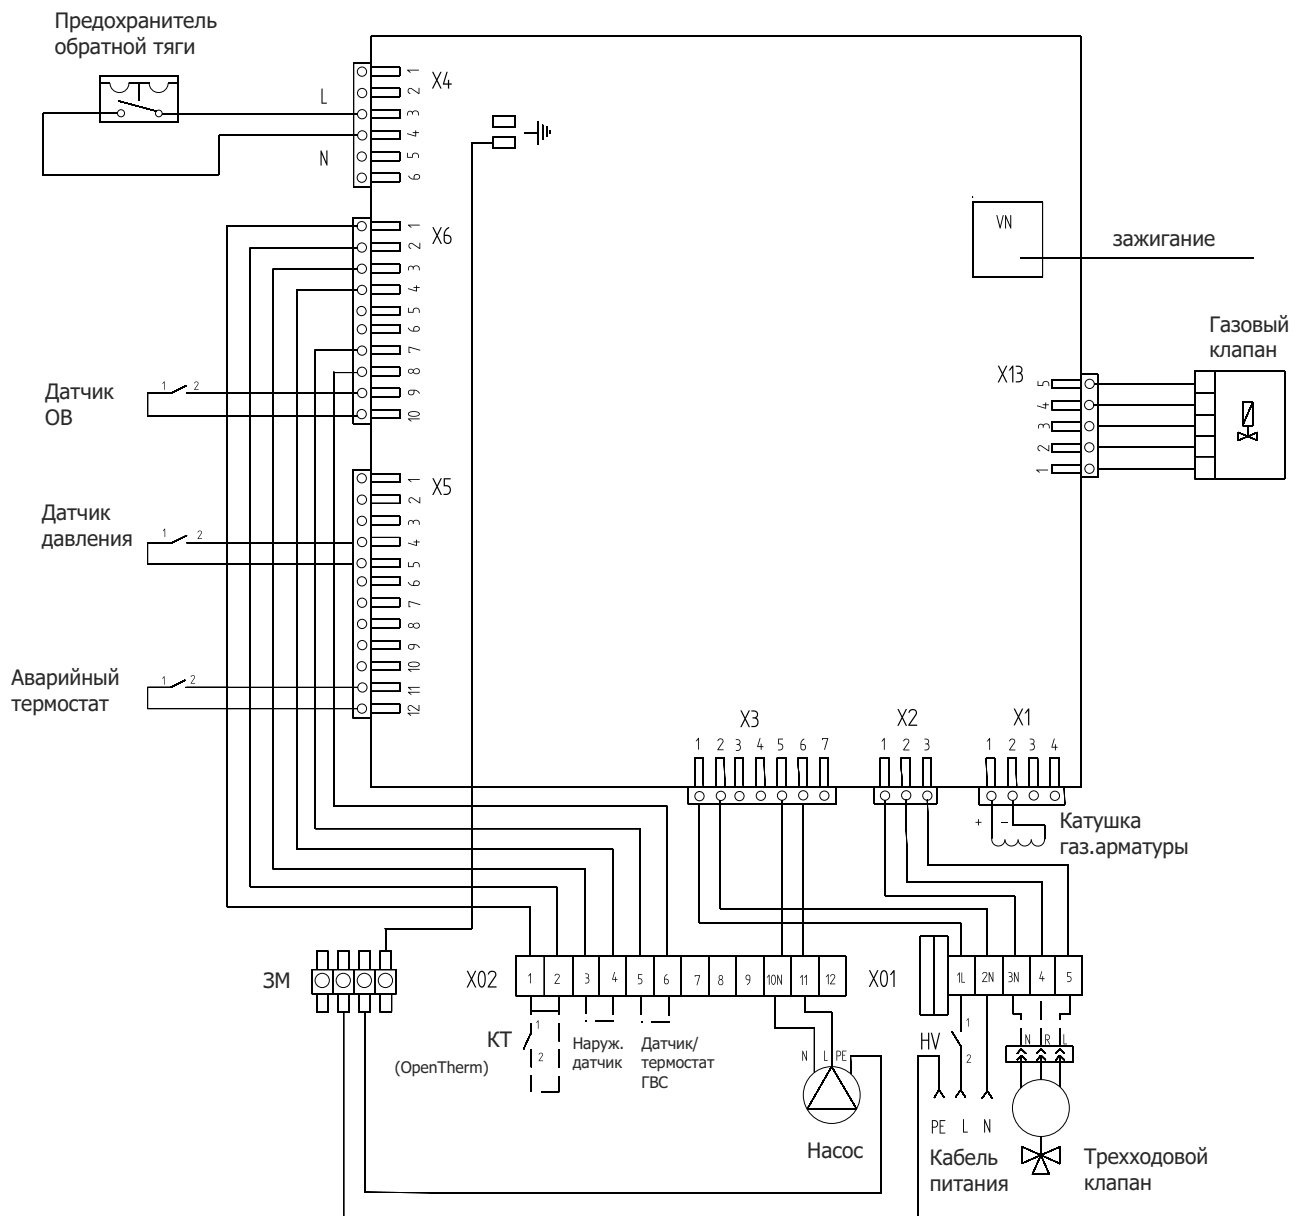 Предохранитель
обратной тяги
L
N
X4
1
2
3
4
5
6
X6
1
2
3
4
5
6
7
8
9
10
VN
зажигание
Газовый
клапан
X13
5
4
3
2
1
Датчик
ОВ
1 2
X5
1
2
3
4
5
6
7
8
9
10
11
12
Датчик
давления
1 2
Аварийный
термостат
1 2
X3
1 2 3 4 5 6 7
X2
1 2 3
X1
1 2 3 4
+ −
Катушка
газ.арматуры
ЗМ
X02
1 2 3 4 5 6 7 8 9 10N 11 12
X01
1L 2N 3N 4 5
КТ
1
2
(OpenTherm)
Наруж.
датчик
Датчик/
термостат
ГВС
N L PE
Насос
HV
1
2
PE L N
Кабель
питания
N R L
Трехходовой
клапан